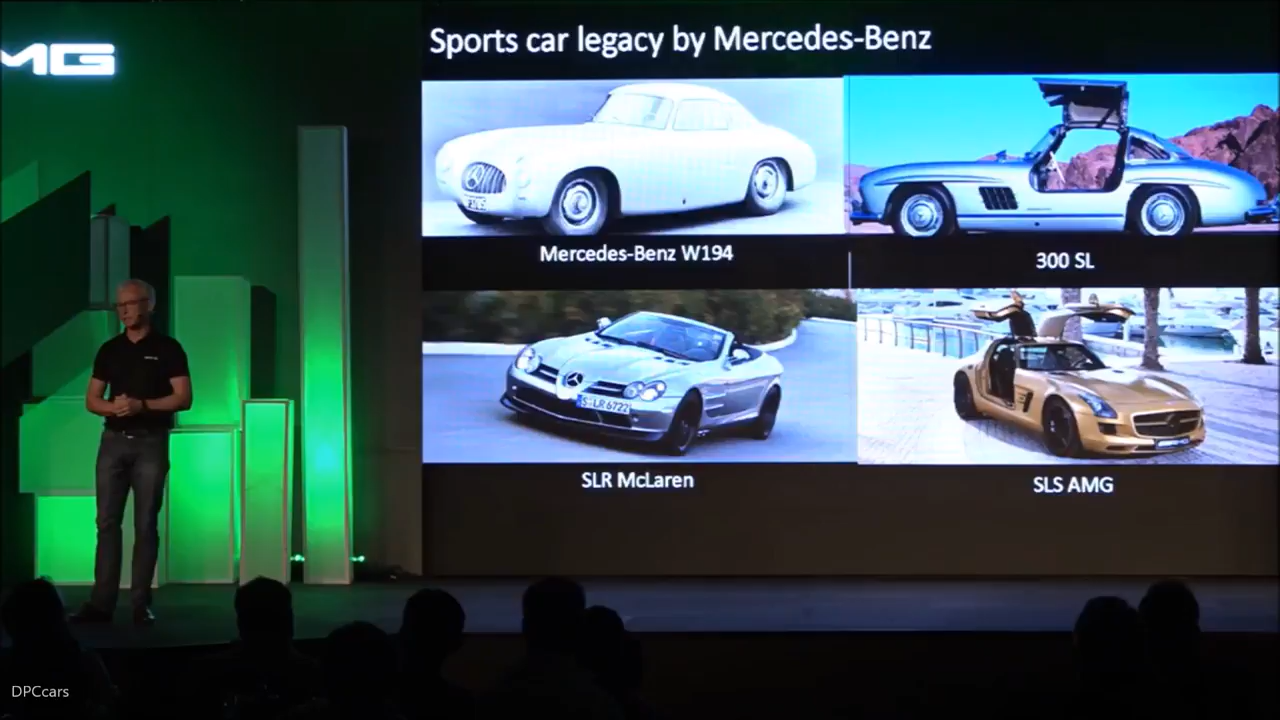 MG
Sports car legacy by Mercedes-Benz
Mercedes-Benz W194
300 SL
S·LR 6722
SLR McLaren
SLS AMG
DPCcars